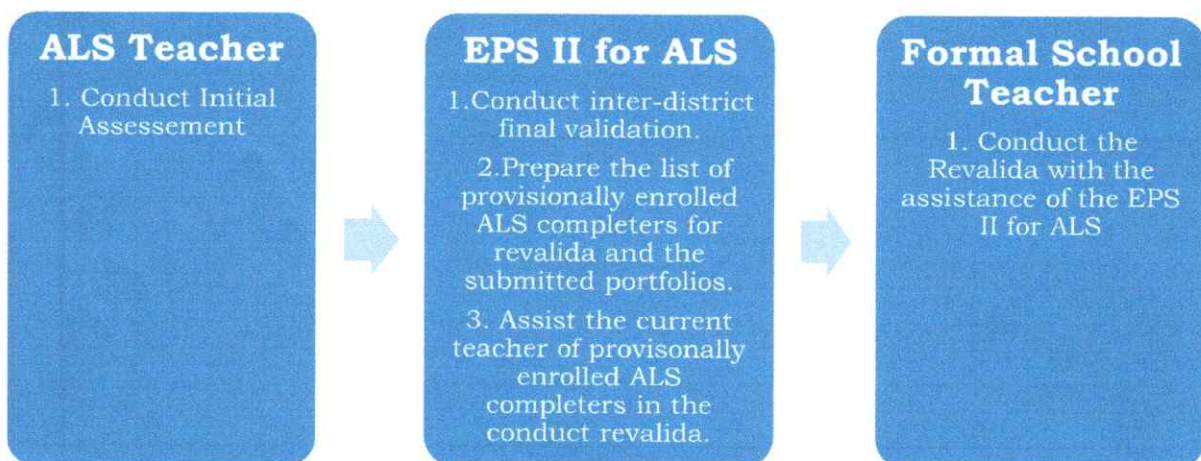 ALS Teacher
1. Conduct Initial
Assessement
EPS II for ALS
1.Conduct inter-district
final validation.
2.Prepare the list of
provisionally enrolled
ALS completers for
revalida and the
submitted portfolios.
3. Assist the current
teacher of provisonally
enrolled ALS
completers in the
conduct revalida.
Formal School
Teacher
1. Conduct the
Revalida with the
assistance of the EPS
II for ALS